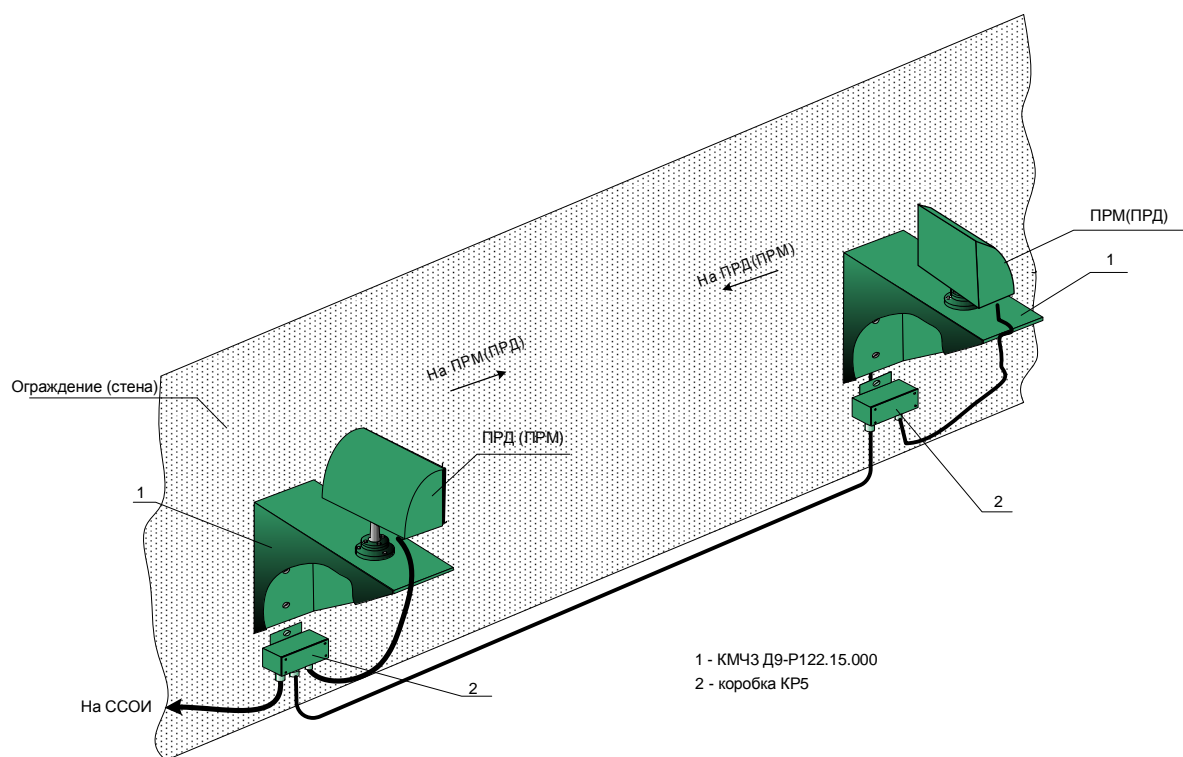 ПРМ(ПРД)
1
На ПРД(ПРМ)
На ПРМ(ПРД)
Ограждение (стена)
ПРД (ПРМ)
1
2
1 - КМЧ3 Д9-Р122.15.000
2 - коробка КР5
2
На ССОИ